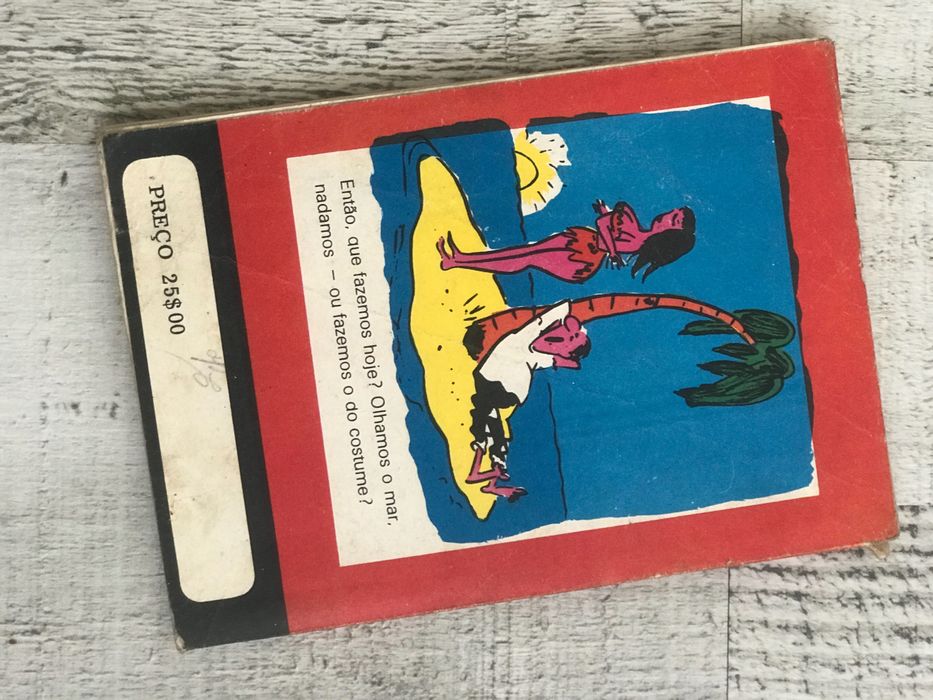 Então, que fazemos hoje? Olhamos o mar,
nadamos – ou fazemos o do costume?
PREÇO 25$00